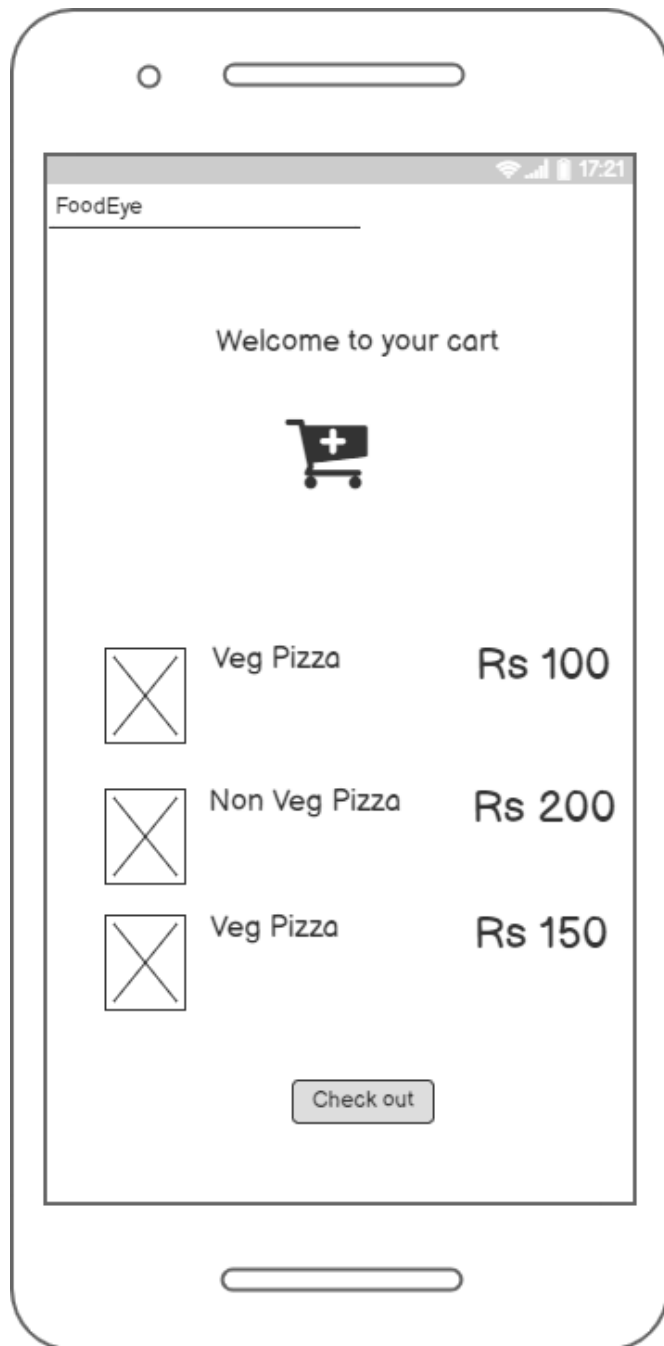 17:21
FoodEye
Welcome to your cart
Veg Pizza Rs 100
Non Veg Pizza Rs 200
Veg Pizza Rs 150
Check out